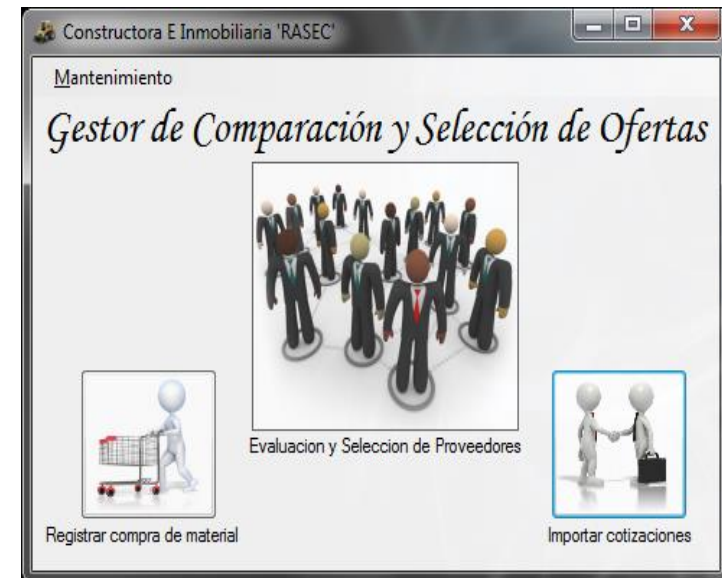 Constructora E Inmobiliaria 'RASEC'
Mantenimiento
Gestor de Comparación y Selección de Ofertas
Evaluacion y Seleccion de Proveedores
Registrar compra de material
Importar cotizaciones